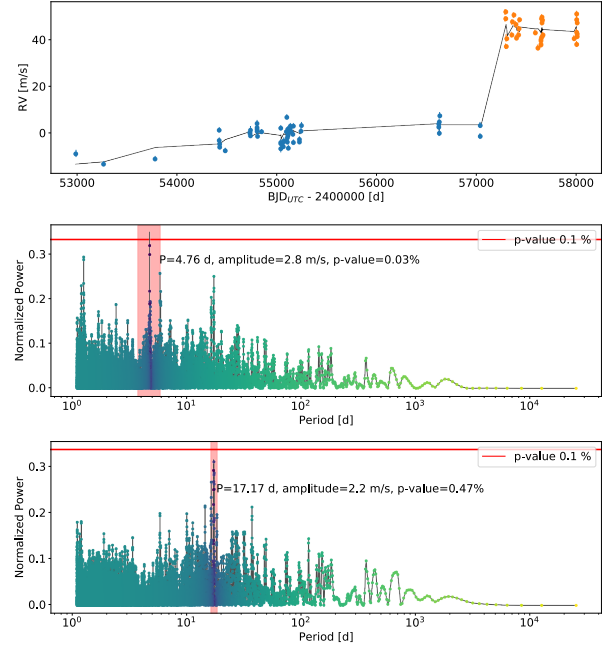 RV [m/s]
40
20
0
53000 54000 55000 56000 57000 58000
BJD_{UTC} - 2400000 [d]
Normalized Power
0.3
0.2
0.1
0.0
p-value 0.1 %
P=4.76 d, amplitude=2.8 m/s, p-value=0.03%
10^0 10^1 10^2 10^3 10^4
Period [d]
Normalized Power
0.3
0.2
0.1
0.0
p-value 0.1 %
P=17.17 d, amplitude=2.2 m/s, p-value=0.47%
10^0 10^1 10^2 10^3 10^4
Period [d]